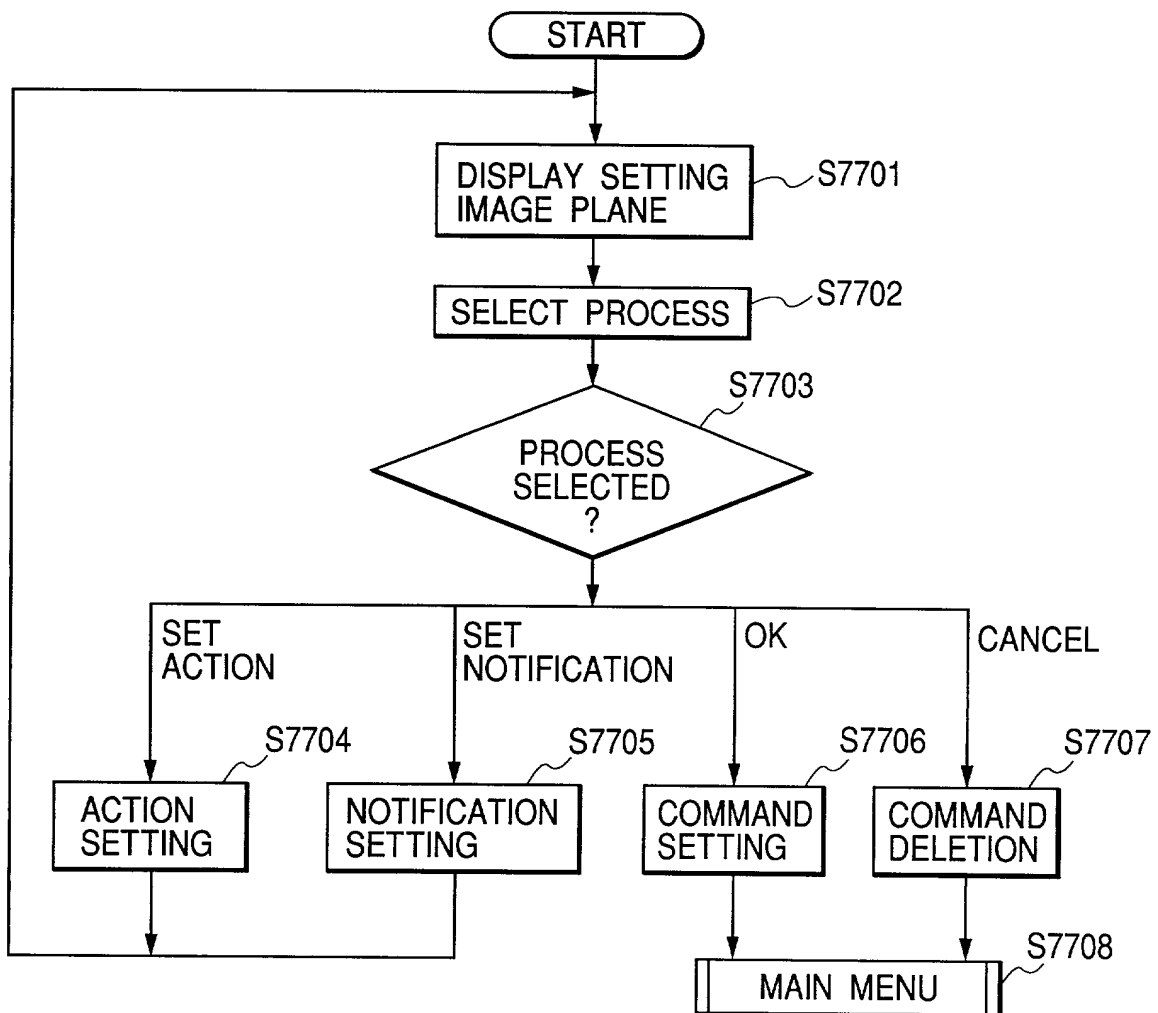 START
DISPLAY SETTING
IMAGE PLANE
S7701
SELECT PROCESS
S7702
S7703
PROCESS
SELECTED
?
SET
ACTION
SET
NOTIFICATION
OK
CANCEL
S7704
S7705
S7706
S7707
ACTION
SETTING
NOTIFICATION
SETTING
COMMAND
SETTING
COMMAND
DELETION
S7708
MAIN MENU